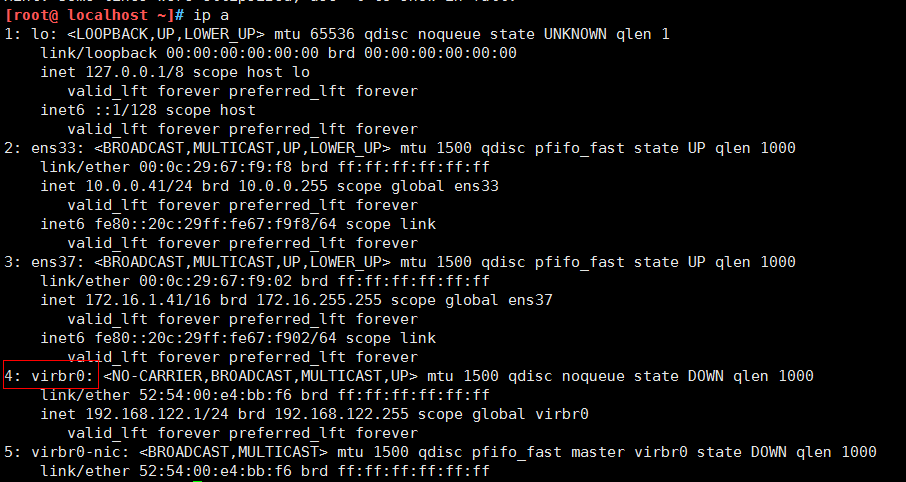 [root@ localhost ~]# ip a
1: lo: <LOOPBACK,UP,LOWER_UP> mtu 65536 qdisc noqueue state UNKNOWN qlen 1
    link/loopback 00:00:00:00:00:00 brd 00:00:00:00:00:00
    inet 127.0.0.1/8 scope host lo
       valid_lft forever preferred_lft forever
    inet6 ::1/128 scope host
       valid_lft forever preferred_lft forever
2: ens33: <BROADCAST,MULTICAST,UP,LOWER_UP> mtu 1500 qdisc pfifo_fast state UP qlen 1000
    link/ether 00:0c:29:67:f9:f8 brd ff:ff:ff:ff:ff:ff
    inet 10.0.0.41/24 brd 10.0.0.255 scope global ens33
       valid_lft forever preferred_lft forever
    inet6 fe80::20c:29ff:fe67:f9f8/64 scope link
       valid_lft forever preferred_lft forever
3: ens37: <BROADCAST,MULTICAST,UP,LOWER_UP> mtu 1500 qdisc pfifo_fast state UP qlen 1000
    link/ether 00:0c:29:67:f9:02 brd ff:ff:ff:ff:ff:ff
    inet 172.16.1.41/16 brd 172.16.255.255 scope global ens37
       valid_lft forever preferred_lft forever
    inet6 fe80::20c:29ff:fe67:f902/64 scope link
       valid_lft forever preferred_lft forever
4: virbr0: <NO-CARRIER,BROADCAST,MULTICAST,UP> mtu 1500 qdisc noqueue state DOWN qlen 1000
    link/ether 52:54:00:e4:bb:f6 brd ff:ff:ff:ff:ff:ff
    inet 192.168.122.1/24 brd 192.168.122.255 scope global virbr0
       valid_lft forever preferred_lft forever
5: virbr0-nic: <BROADCAST,MULTICAST> mtu 1500 qdisc pfifo_fast master virbr0 state DOWN qlen 1000
    link/ether 52:54:00:e4:bb:f6 brd ff:ff:ff:ff:ff:ff